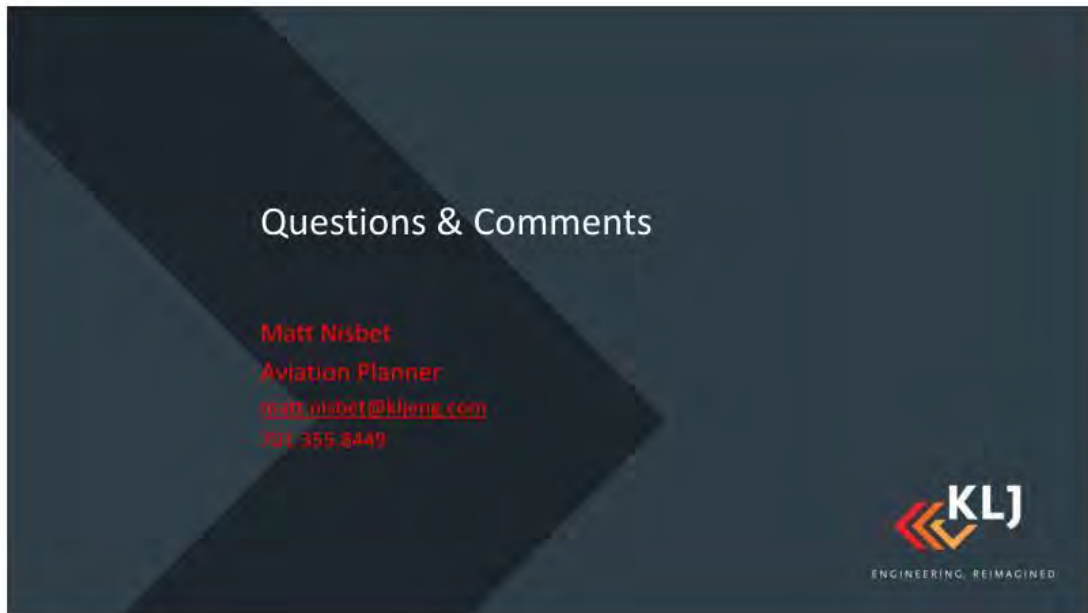 Questions & Comments
Matt Nisbet
Aviation Planner
matt.nisbet@kljeng.com
701 355 8449
KLJ
ENGINEERING, REIMAGINED